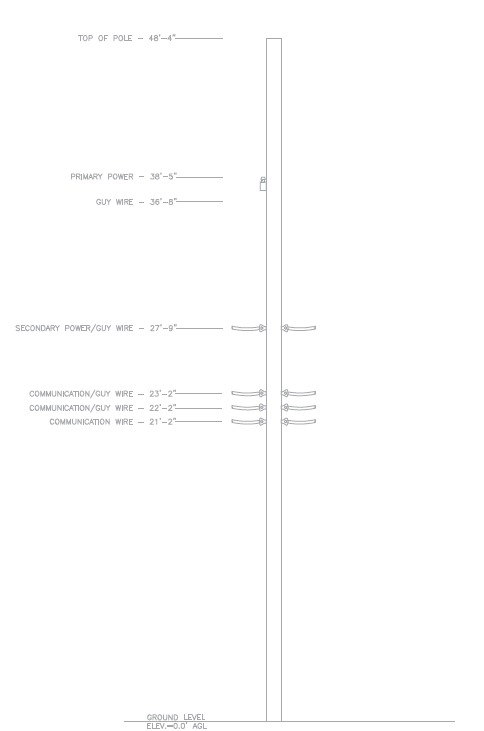 TOP OF POLE – 48'–4"
PRIMARY POWER – 38'–5"
GUY WIRE – 36'–8"
SECONDARY POWER/GUY WIRE – 27'–9"
COMMUNICATION/GUY WIRE – 23'–2"
COMMUNICATION/GUY WIRE – 22'–2"
COMMUNICATION WIRE – 21'–2"
GROUND LEVEL
ELEV.=0.0' AGL